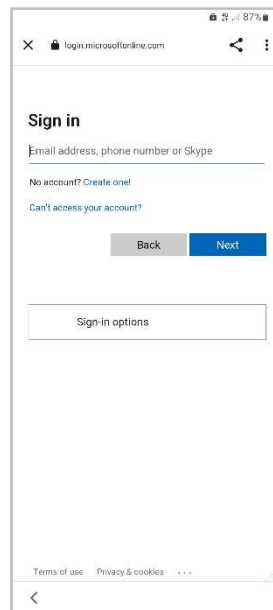 87%
login.microsoftonline.com
Sign in
Email address, phone number or Skype
No account? Create one!
Can't access your account?
Back Next
Sign-in options
Terms of use Privacy & cookies ...